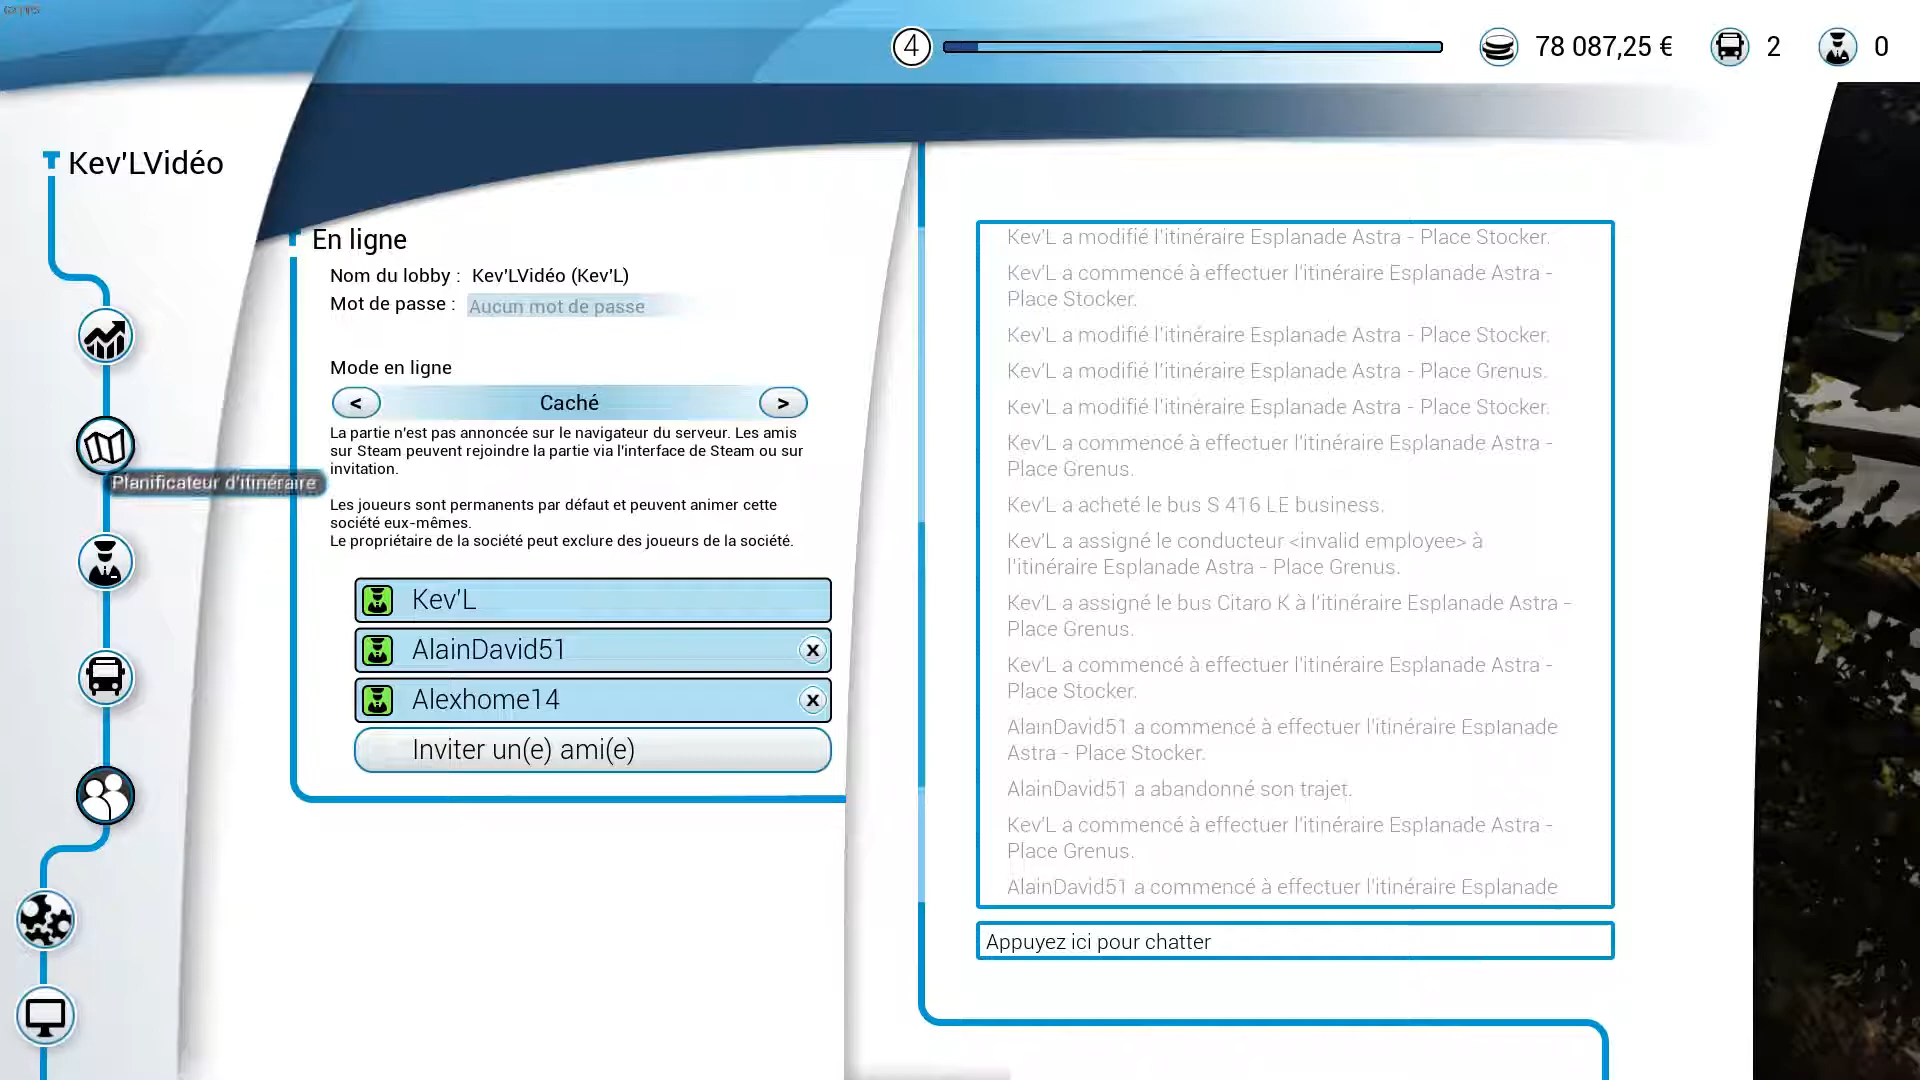 4
78 087,25 €
2
0
Kev'LVidéo
Planificateur d'itinéraire
En ligne
Nom du lobby : Kev'LVidéo (Kev'L)
Mot de passe : Aucun mot de passe
Mode en ligne
< Caché >
La partie n'est pas annoncée sur le navigateur du serveur. Les amis
sur Steam peuvent rejoindre la partie via l'interface de Steam ou sur
invitation.
Les joueurs sont permanents par défaut et peuvent animer cette
société eux-mêmes.
Le propriétaire de la société peut exclure des joueurs de la société.
Kev'L
AlainDavid51 x
Alexhome14 x
Inviter un(e) ami(e)
Kev'L a modifié l'itinéraire Esplanade Astra - Place Stocker.
Kev'L a commencé à effectuer l'itinéraire Esplanade Astra -
Place Stocker.
Kev'L a modifié l'itinéraire Esplanade Astra - Place Stocker.
Kev'L a modifié l'itinéraire Esplanade Astra - Place Grenus.
Kev'L a modifié l'itinéraire Esplanade Astra - Place Stocker.
Kev'L a commencé à effectuer l'itinéraire Esplanade Astra -
Place Grenus.
Kev'L a acheté le bus S 416 LE business.
Kev'L a assigné le conducteur <invalid employee> à
l'itinéraire Esplanade Astra - Place Grenus.
Kev'L a assigné le bus Citaro K à l'itinéraire Esplanade Astra -
Place Grenus.
Kev'L a commencé à effectuer l'itinéraire Esplanade Astra -
Place Stocker.
AlainDavid51 a commencé à effectuer l'itinéraire Esplanade
Astra - Place Stocker.
AlainDavid51 a abandonné son trajet.
Kev'L a commencé à effectuer l'itinéraire Esplanade Astra -
Place Grenus.
AlainDavid51 a commencé à effectuer l'itinéraire Esplanade
Appuyez ici pour chatter